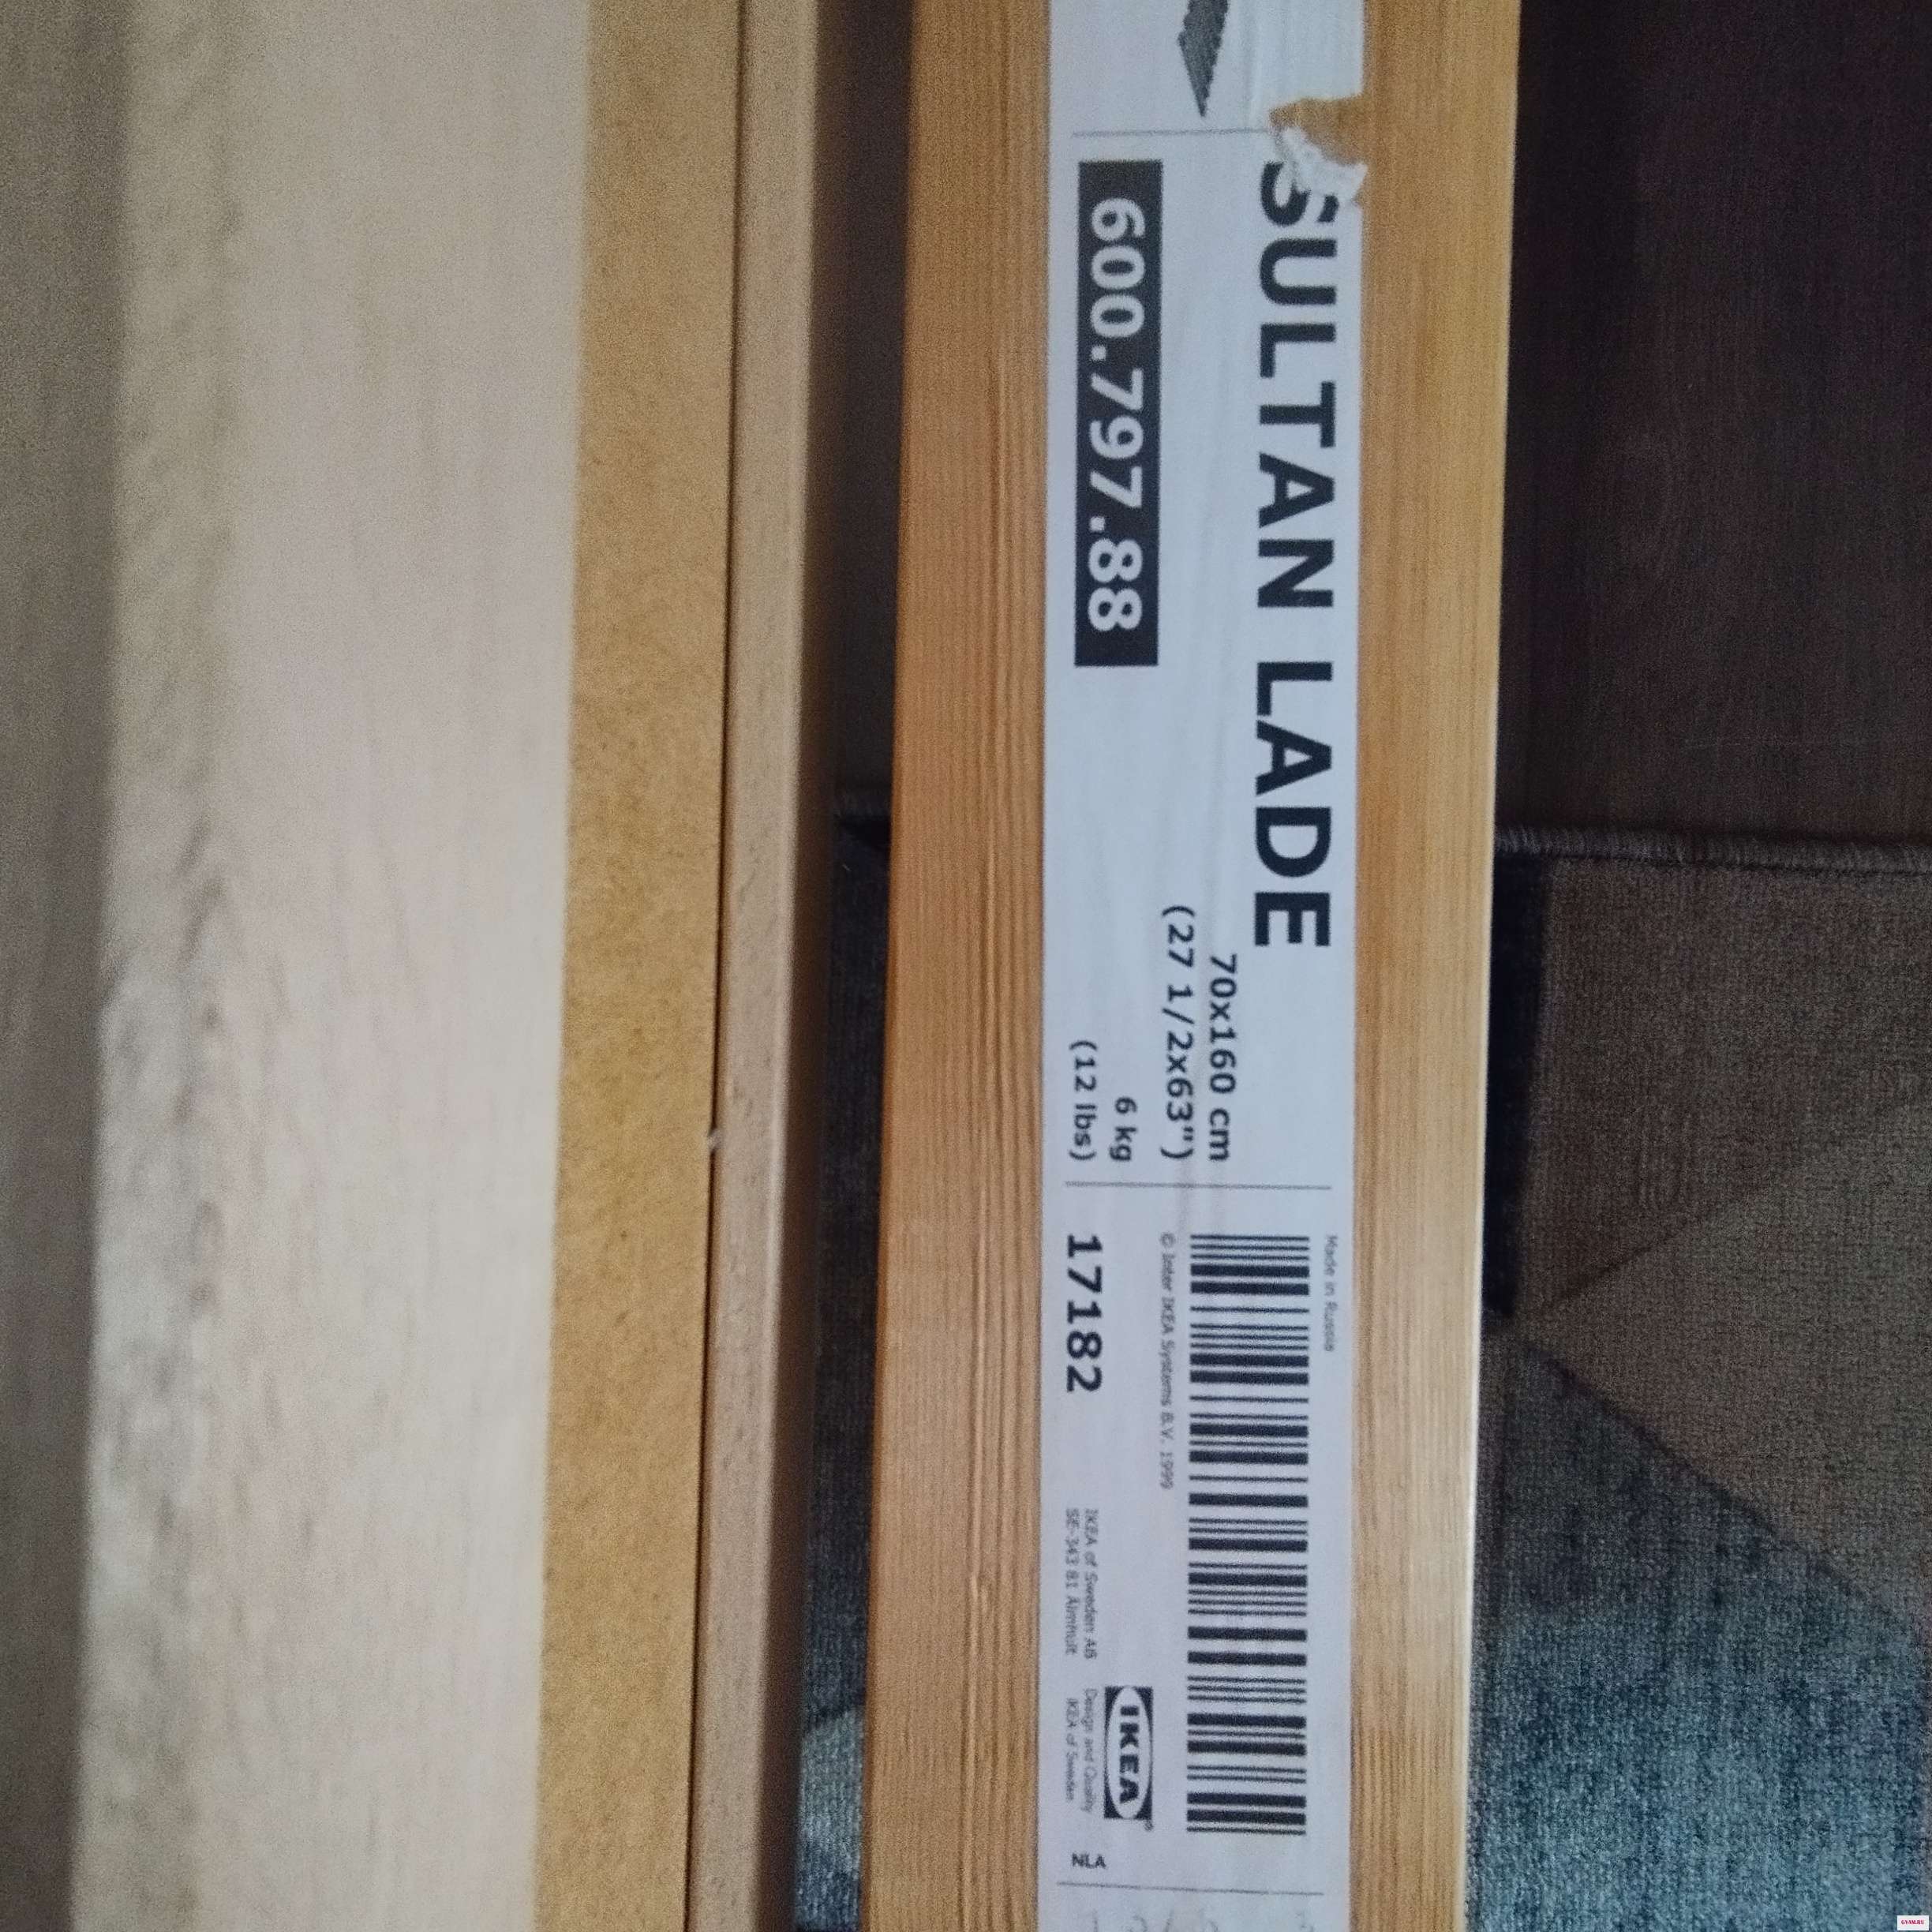 SULTAN LADE
70x160 cm
(27 1/2x63")
600.797.88
6 kg
(12 lbs)
Made in Russia
© Inter IKEA Systems B.V. 1999
17182
IKEA of Sweden AB
SE-343 81 Älmhult
IKEA®
Design and Quality
IKEA of Sweden
NLA